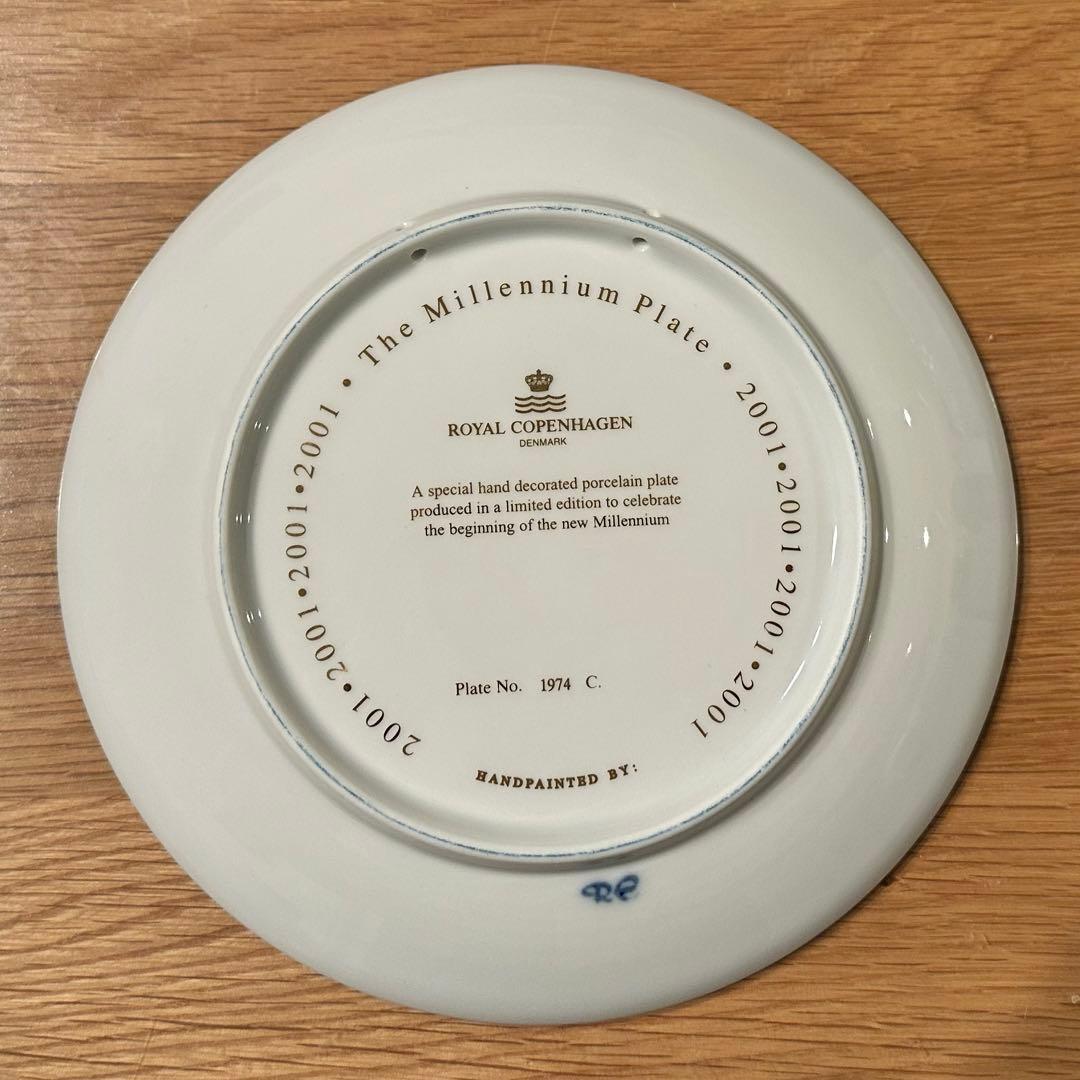 • The Millennium Plate •
2001•2001•2001•2001
2001•2001•2001•2001
ROYAL COPENHAGEN
DENMARK
A special hand decorated porcelain plate
produced in a limited edition to celebrate
the beginning of the new Millennium
Plate No. 1974 C.
HANDPAINTED BY: